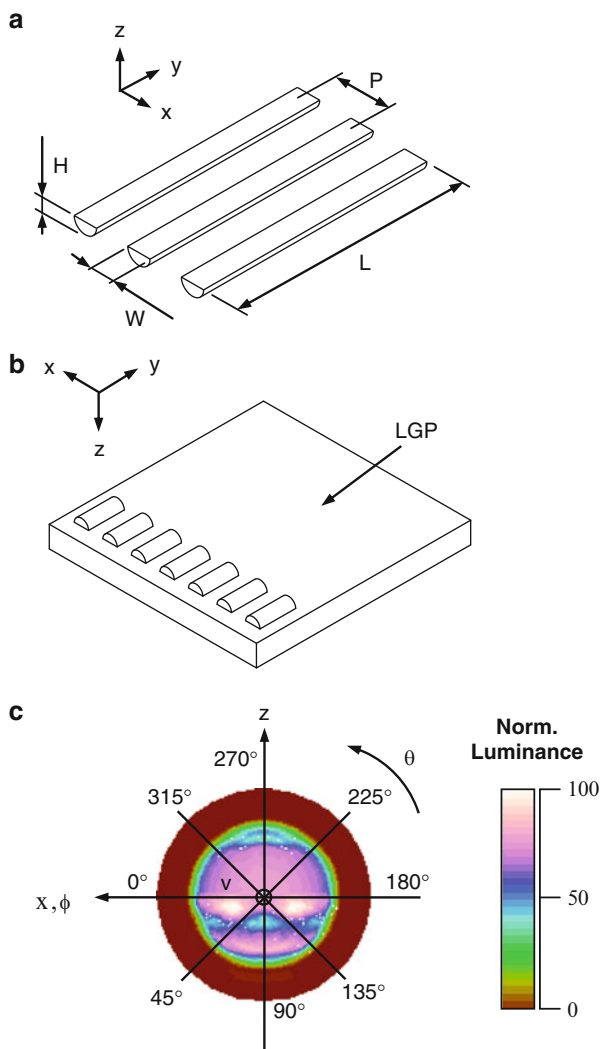 a
z
y
x
P
H
L
W
b
x
y
z
LGP
c
z
θ
270°
315°
225°
v
0°
180°
x, ϕ
45°
135°
90°
Norm.
Luminance
100
50
0